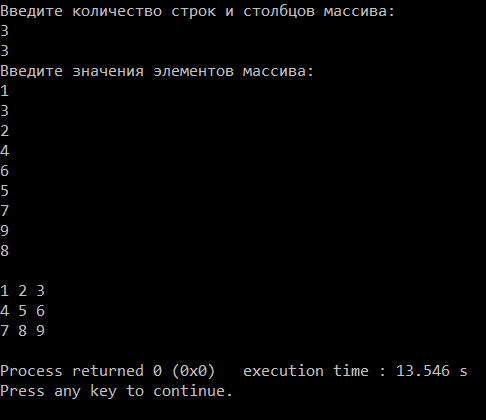 Введите количество строк и столбцов массива:
3
3
Введите значения элементов массива:
1
3
2
4
6
5
7
9
8
1 2 3
4 5 6
7 8 9
Process returned 0 (0x0)   execution time : 13.546 s
Press any key to continue.